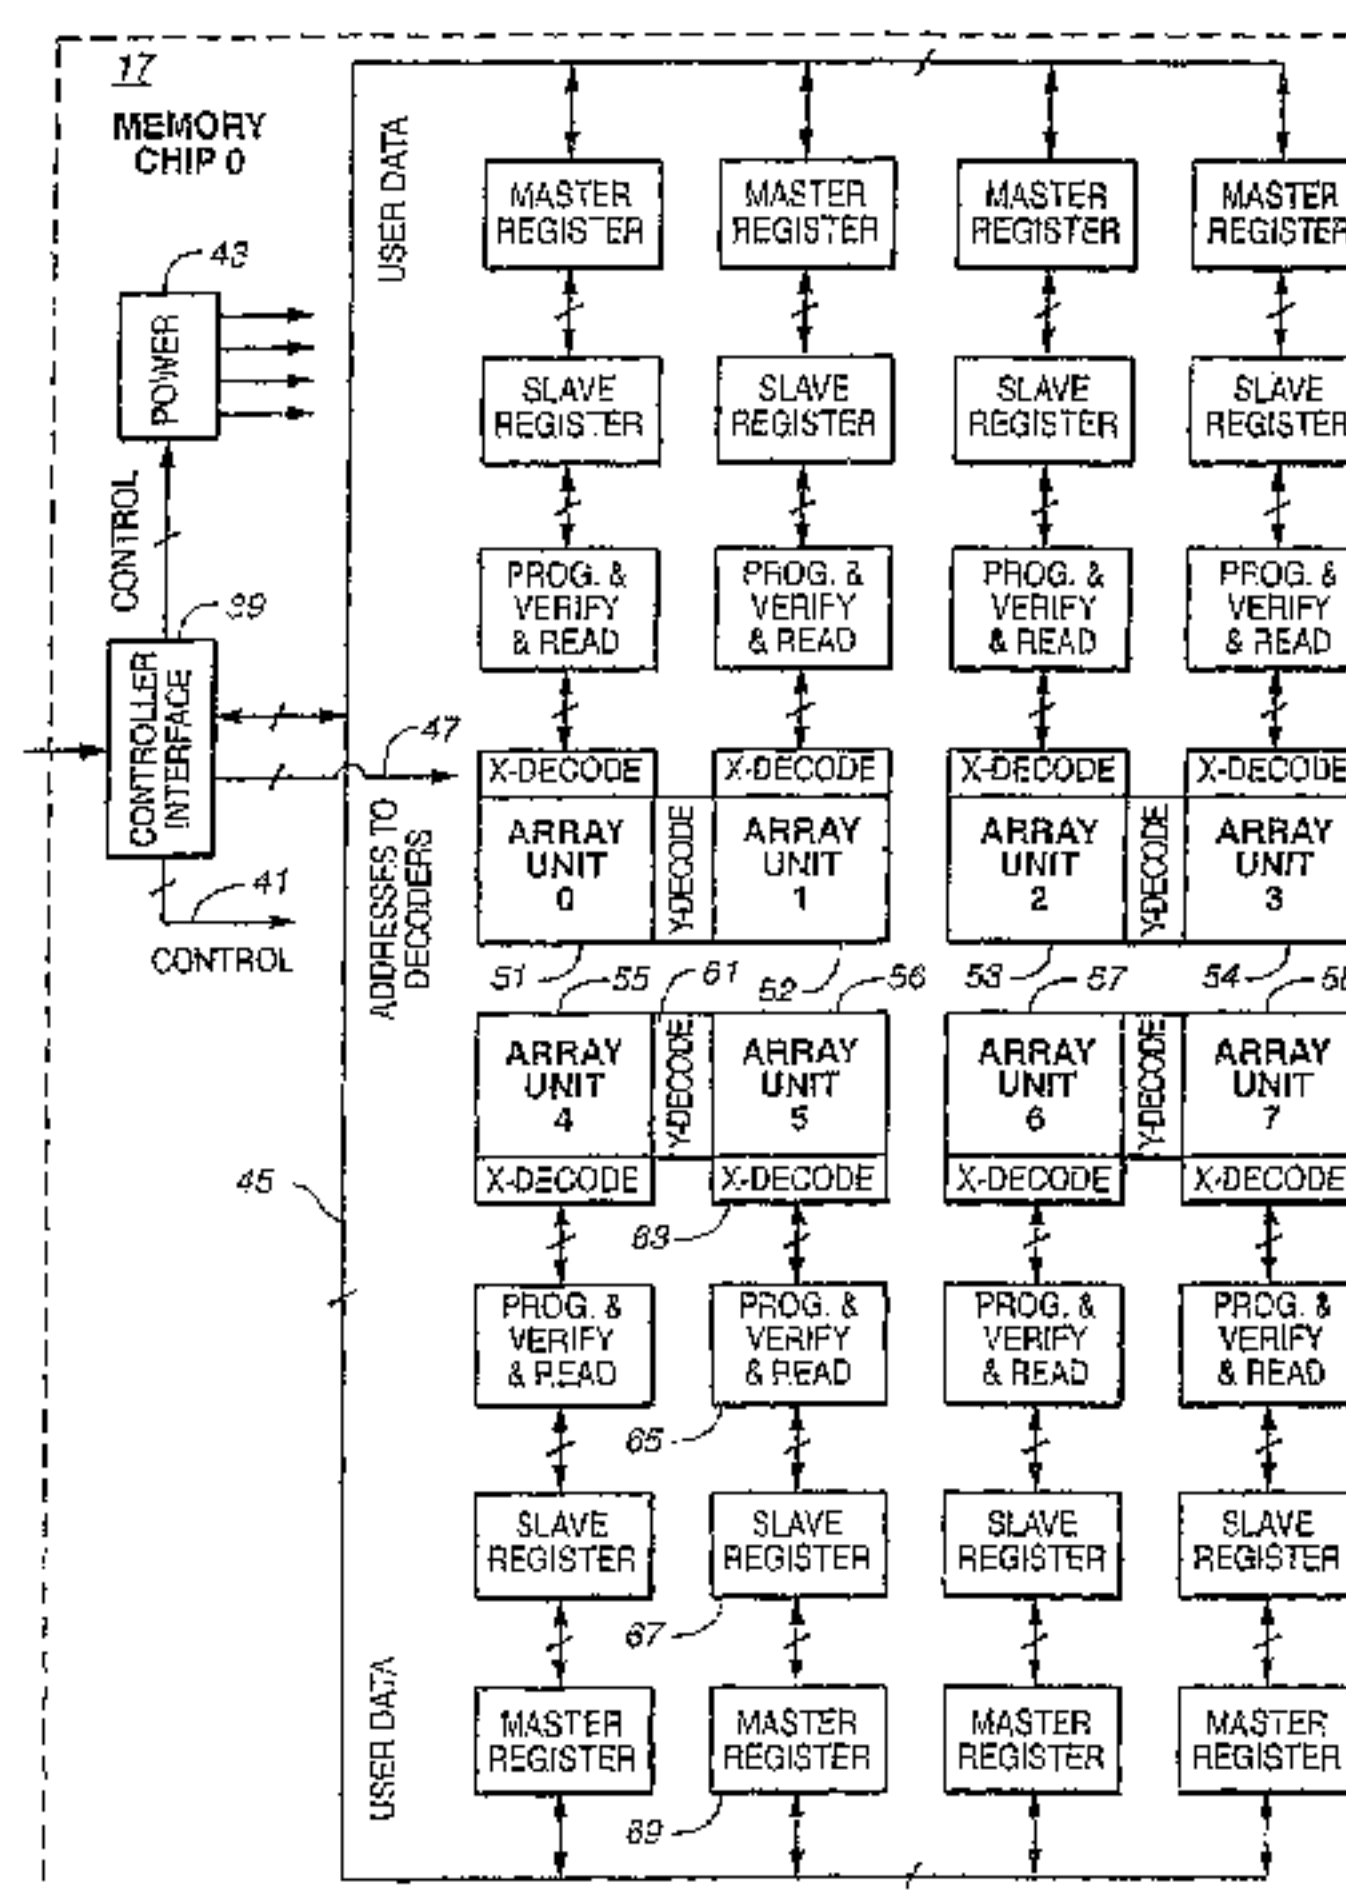 17
MEMORY
CHIP 0
USER DATA
MASTER
REGISTER
MASTER
REGISTER
MASTER
REGISTER
MASTER
REGISTER
43
POWER
SLAVE
REGISTER
SLAVE
REGISTER
SLAVE
REGISTER
SLAVE
REGISTER
CONTROL
PROG. &
VERIFY
& READ
PROG. &
VERIFY
& READ
PROG. &
VERIFY
& READ
PROG. &
VERIFY
& READ
39
CONTROLLER
INTERFACE
47
X-DECODE
X-DECODE
X-DECODE
X-DECODE
ADDRESSES TO
DECODERS
ARRAY
UNIT
0
Y-DECODE
ARRAY
UNIT
1
ARRAY
UNIT
2
Y-DECODE
ARRAY
UNIT
3
41
CONTROL
51
55
61
52
56
53
57
54
58
ARRAY
UNIT
4
Y-DECODE
ARRAY
UNIT
5
ARRAY
UNIT
6
Y-DECODE
ARRAY
UNIT
7
X-DECODE
X-DECODE
X-DECODE
X-DECODE
45
63
PROG. &
VERIFY
& READ
PROG. &
VERIFY
& READ
PROG. &
VERIFY
& READ
PROG. &
VERIFY
& READ
65
SLAVE
REGISTER
SLAVE
REGISTER
SLAVE
REGISTER
SLAVE
REGISTER
67
USER DATA
MASTER
REGISTER
MASTER
REGISTER
MASTER
REGISTER
MASTER
REGISTER
69